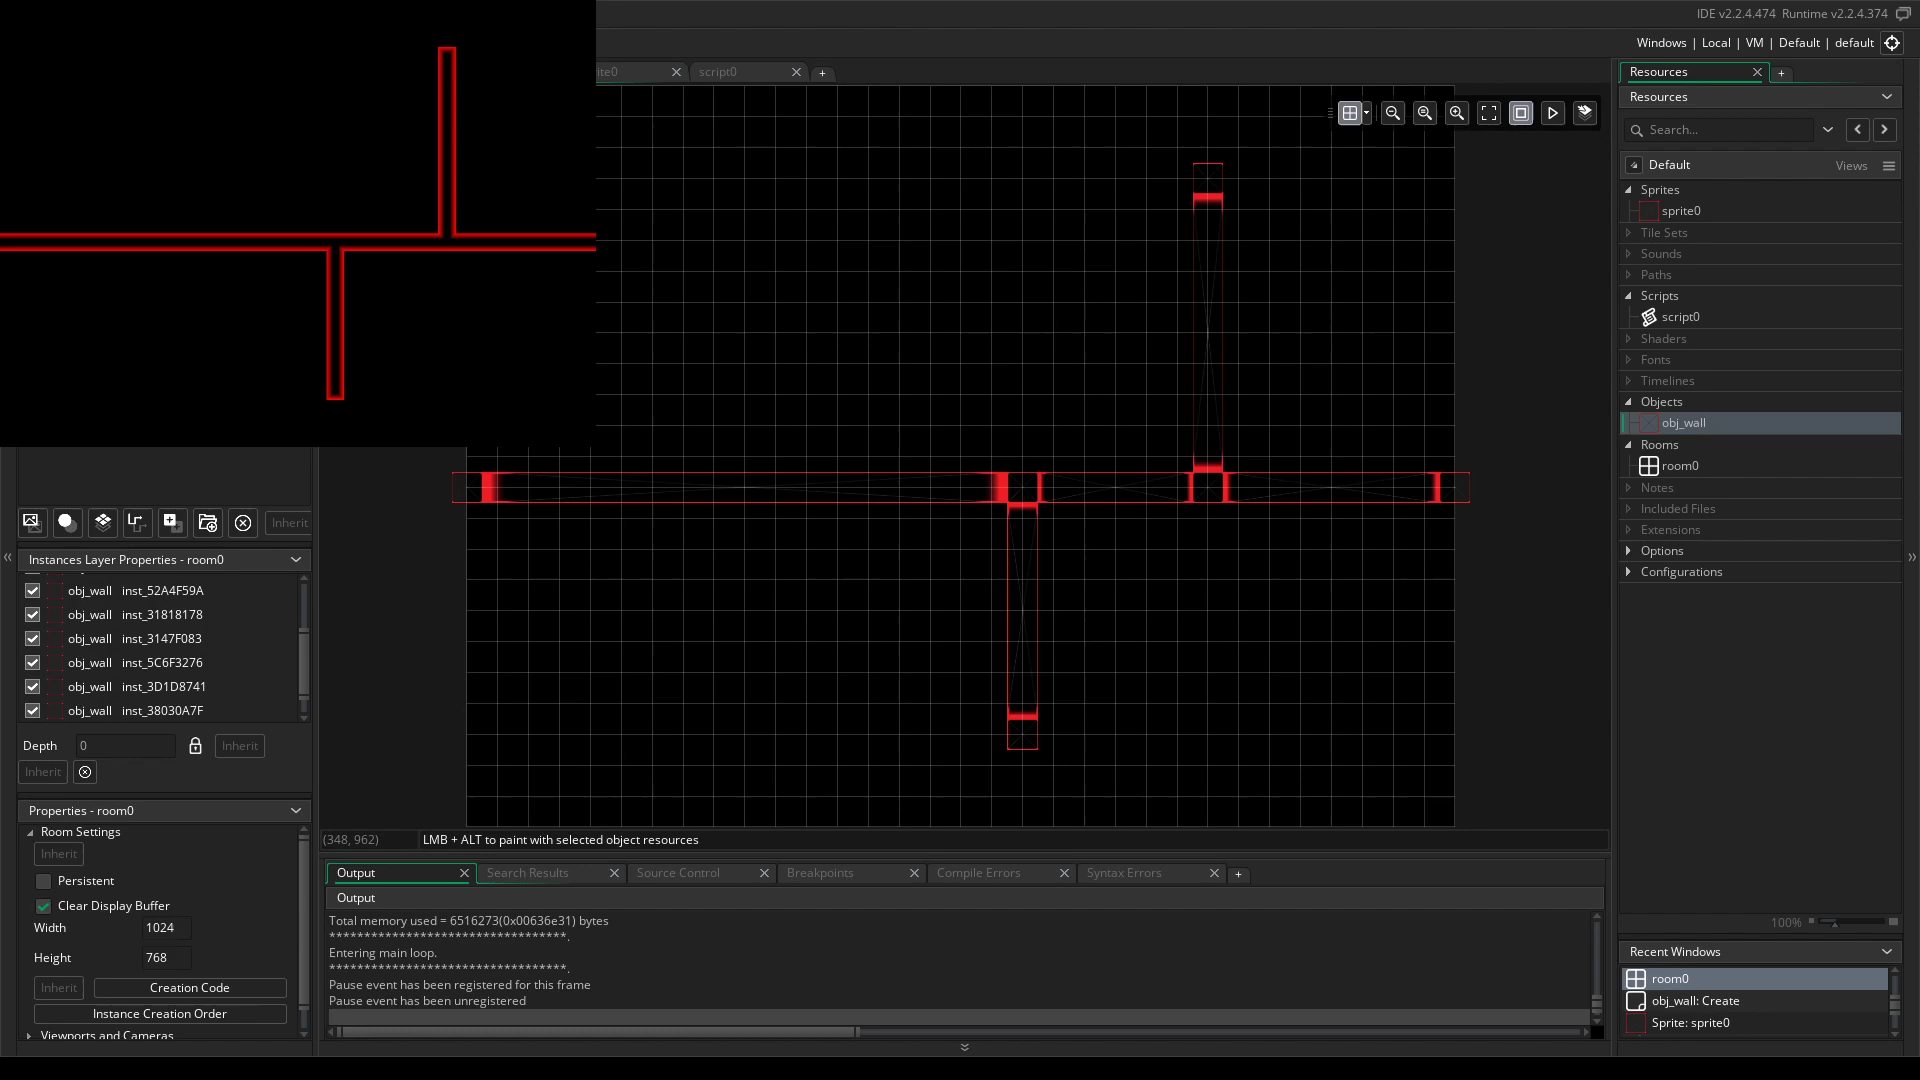 IDE v2.2.4.474 Runtime v2.2.4.374
Windows | Local | VM | Default | default
ite0
script0
Resources
Resources
Search...
Default
Views
Sprites
sprite0
Tile Sets
Sounds
Paths
Scripts
script0
Shaders
Fonts
Timelines
Objects
obj_wall
Rooms
room0
Notes
Included Files
Extensions
Options
Configurations
100%
Recent Windows
room0
obj_wall: Create
Sprite: sprite0
Inherit
Instances Layer Properties - room0
obj_wall inst_52A4F59A
obj_wall inst_31818178
obj_wall inst_3147F083
obj_wall inst_5C6F3276
obj_wall inst_3D1D8741
obj_wall inst_38030A7F
Depth 0 Inherit
Inherit
Properties - room0
Room Settings
Inherit
Persistent
Clear Display Buffer
Width 1024
Height 768
Inherit Creation Code
Instance Creation Order
Viewports and Cameras
(348, 962) LMB + ALT to paint with selected object resources
Output Search Results Source Control Breakpoints Compile Errors Syntax Errors
Output
Total memory used = 6516273(0x00636e31) bytes
**********************************.
Entering main loop.
**********************************.
Pause event has been registered for this frame
Pause event has been unregistered